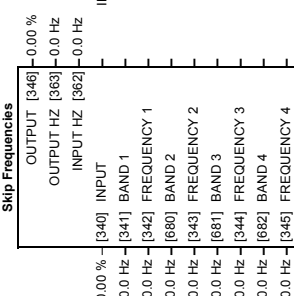 Skip Frequencies
OUTPUT [346] – 0.00 %
OUTPUT HZ [363] – 0.0 Hz
INPUT HZ [362] – 0.0 Hz
0.00 % – [340] INPUT
0.0 Hz – [341] BAND 1
0.0 Hz – [342] FREQUENCY 1
0.0 Hz – [680] BAND 2
0.0 Hz – [343] FREQUENCY 2
0.0 Hz – [681] BAND 3
0.0 Hz – [344] FREQUENCY 3
0.0 Hz – [682] BAND 4
0.0 Hz – [345] FREQUENCY 4